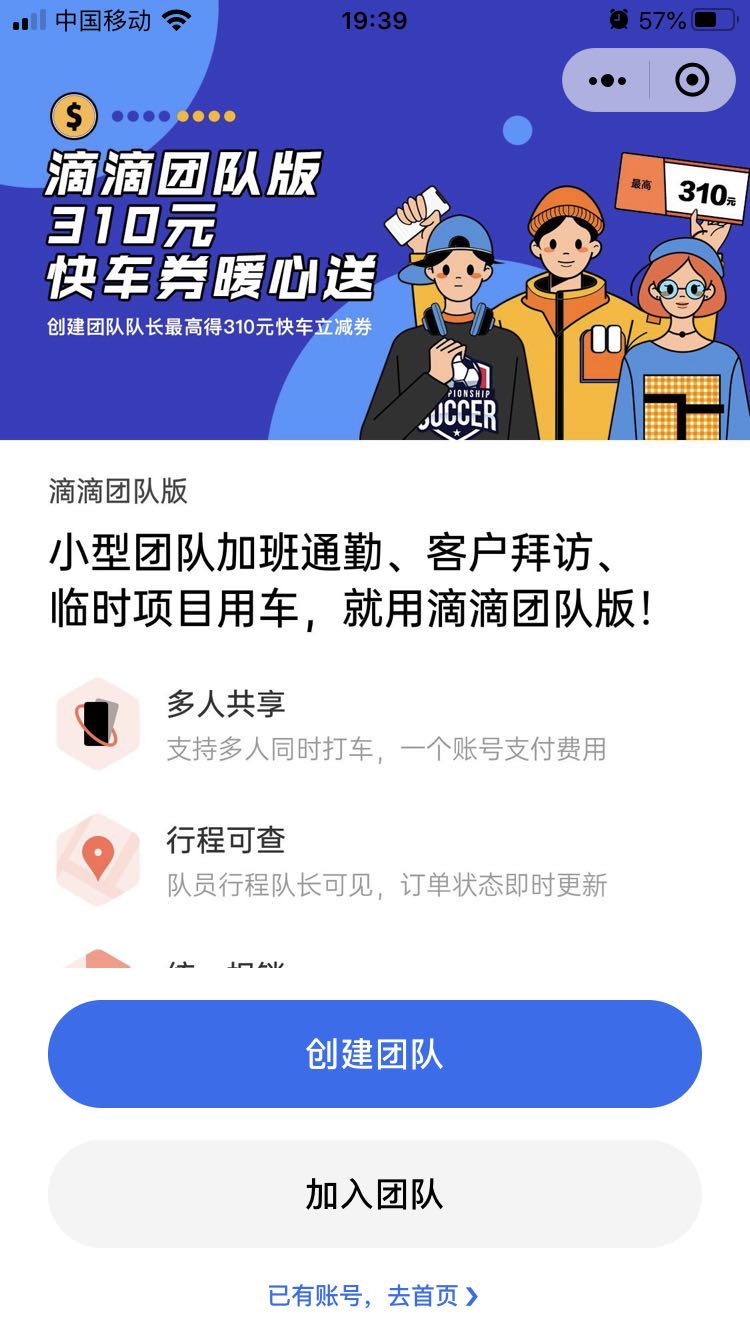 中国移动
19:39
57%
$
滴滴团队版
310元
快车券暖心送
创建团队队长最高得310元快车立减券
最高
310元
SOCCER
滴滴团队版
小型团队加班通勤、客户拜访、
临时项目用车，就用滴滴团队版！
多人共享
支持多人同时打车，一个账号支付费用
行程可查
队员行程队长可见，订单状态即时更新
创建团队
加入团队
已有账号，去首页 ›